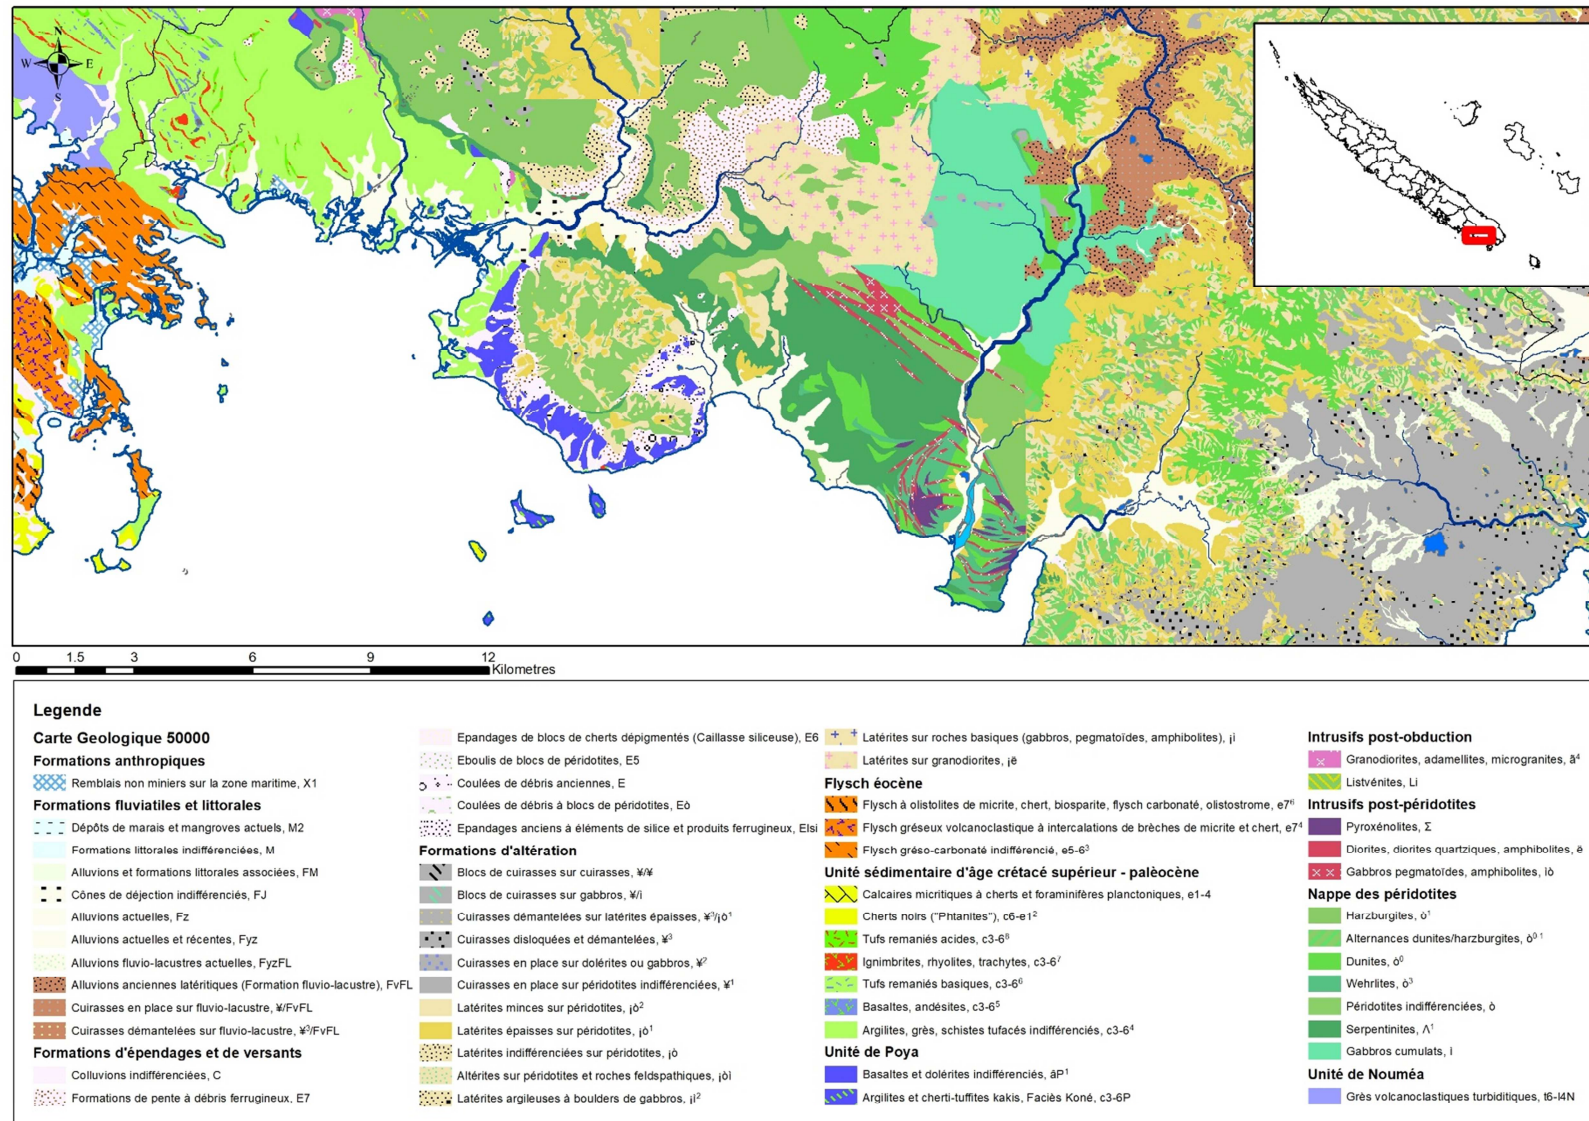 N
W E
S
0 1.5 3 6 9 12
Kilometres
Legende
Carte Geologique 50000
Formations anthropiques
Remblais non miniers sur la zone maritime, X1
Formations fluviatiles et littorales
Dépôts de marais et mangroves actuels, M2
Formations littorales indifférenciées, M
Alluvions et formations littorales associées, FM
Cônes de déjection indifférenciés, FJ
Alluvions actuelles, Fz
Alluvions actuelles et récentes, Fyz
Alluvions fluvio-lacustres actuelles, FyzFL
Alluvions anciennes latéritiques (Formation fluvio-lacustre), FvFL
Cuirasses en place sur fluvio-lacustre, ¥/FvFL
Cuirasses démantelées sur fluvio-lacustre, ¥³/FvFL
Formations d'épendages et de versants
Colluvions indifférenciées, C
Formations de pente à débris ferrugineux, E7
Epandages de blocs de cherts dépigmentés (Caillasse siliceuse), E6
Eboulis de blocs de péridotites, E5
Coulées de débris anciennes, E
Coulées de débris à blocs de péridotites, Eò
Epandages anciens à éléments de silice et produits ferrugineux, Elsi
Formations d'altération
Blocs de cuirasses sur cuirasses, ¥/¥
Blocs de cuirasses sur gabbros, ¥/i
Cuirasses démantelées sur latérites épaisses, ¥³/¡ò¹
Cuirasses disloquées et démantelées, ¥³
Cuirasses en place sur dolérites ou gabbros, ¥²
Cuirasses en place sur péridotites indifférenciées, ¥¹
Latérites minces sur péridotites, ¡ò²
Latérites épaisses sur péridotites, ¡ò¹
Latérites indifférenciées sur péridotites, ¡ò
Altérites sur péridotites et roches feldspathiques, ¡òì
Latérites argileuses à boulders de gabbros, ¡l²
Latérites sur roches basiques (gabbros, pegmatoïdes, amphibolites), ¡i
Latérites sur granodiorites, ¡ë
Flysch éocène
Flysch à olistolites de micrite, chert, biosparite, flysch carbonaté, olistostrome, e7⁶
Flysch gréseux volcanoclastique à intercalations de brèches de micrite et chert, e7⁴
Flysch gréso-carbonaté indifférencié, e5-6³
Unité sédimentaire d'âge crétacé supérieur - palèocène
Calcaires micritiques à cherts et foraminifères planctoniques, e1-4
Cherts noirs ("Phtanites"), c6-e1²
Tufs remaniés acides, c3-6⁸
Ignimbrites, rhyolites, trachytes, c3-6⁷
Tufs remaniés basiques, c3-6⁶
Basaltes, andésites, c3-6⁵
Argilites, grès, schistes tufacés indifférenciés, c3-6⁴
Unité de Poya
Basaltes et dolérites indifférenciés, âP¹
Argilites et cherti-tuffites kakis, Faciès Koné, c3-6P
Intrusifs post-obduction
Granodiorites, adamellites, microgranites, ã⁴
Listvénites, Li
Intrusifs post-péridotites
Pyroxénolites, Σ
Diorites, diorites quartziques, amphibolites, ë
Gabbros pegmatoïdes, amphibolites, ìò
Nappe des péridotites
Harzburgites, ò¹
Alternances dunites/harzburgites, ò⁰ ¹
Dunites, ò⁰
Wehrlites, ò³
Péridotites indifférenciées, ò
Serpentinites, Λ¹
Gabbros cumulats, ì
Unité de Nouméa
Grès volcanoclastiques turbiditiques, t6-l4N